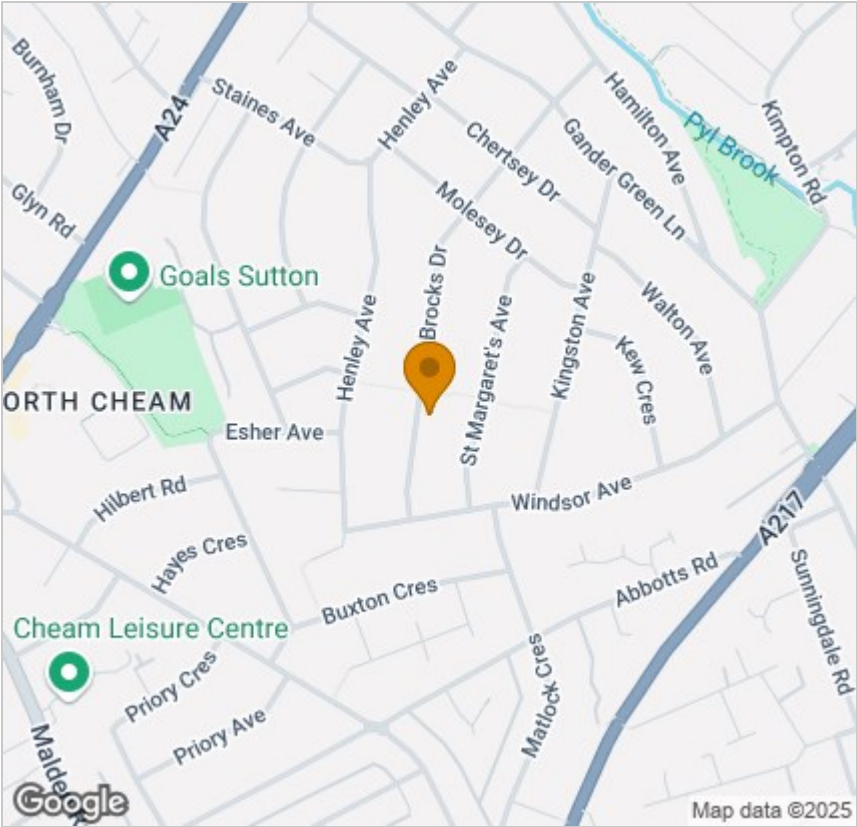 Burnham Dr
A24
Staines Ave
Henley Ave
Hamilton Ave
Kimpton Rd
Pyl Brook
Chertsey Dr
Gander Green Ln
Glyn Rd
Molesey Dr
Goals Sutton
Brocks Dr
Henley Ave
St Margaret's Ave
Kingston Ave
Walton Ave
Kew Cres
ORTH CHEAM
Esher Ave
Hilbert Rd
Windsor Ave
A217
Hayes Cres
Abbotts Rd
Buxton Cres
Sunningdale Rd
Cheam Leisure Centre
Priory Cres
Matlock Cres
Priory Ave
Malden R
Google
Map data ©2025